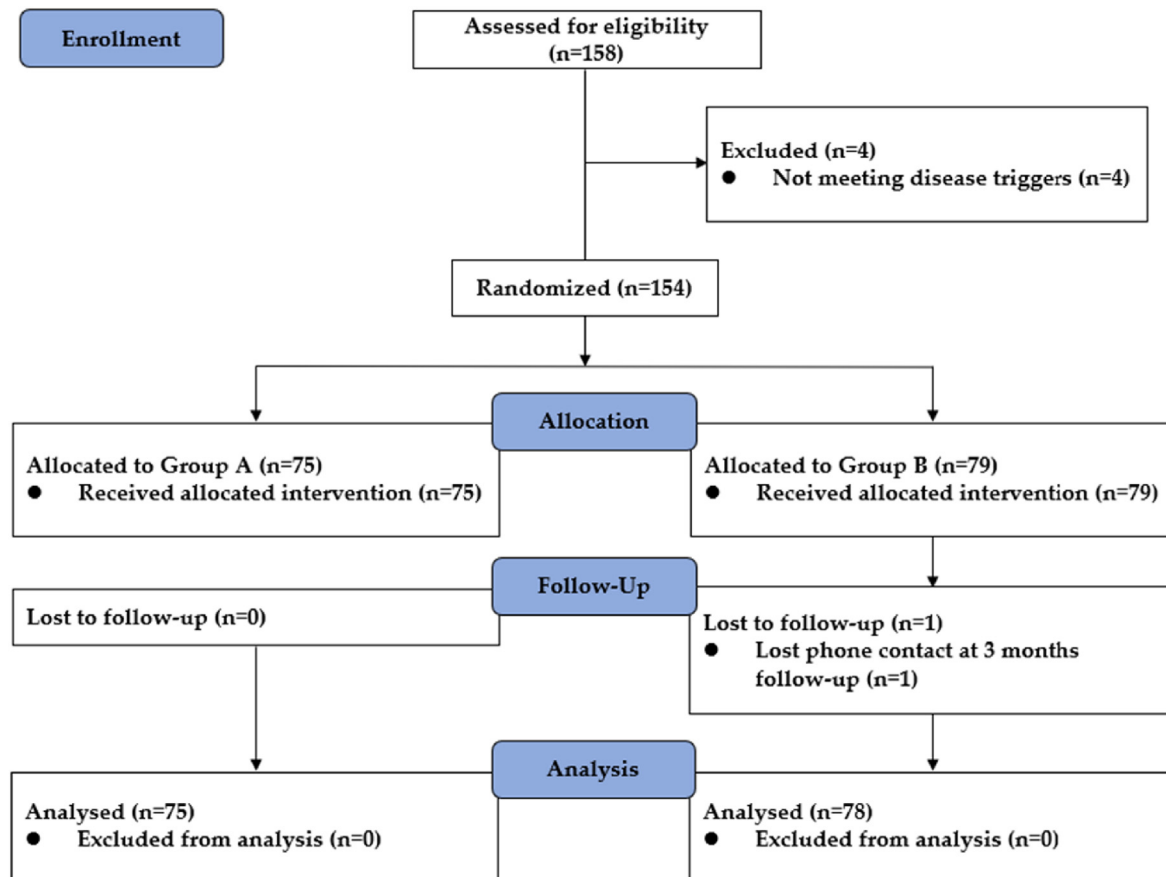 Enrollment
Assessed for eligibility
(n=158)
Excluded (n=4)
● Not meeting disease triggers (n=4)
Randomized (n=154)
Allocation
Allocated to Group A (n=75)
● Received allocated intervention (n=75)
Allocated to Group B (n=79)
● Received allocated intervention (n=79)
Follow-Up
Lost to follow-up (n=0)
Lost to follow-up (n=1)
● Lost phone contact at 3 months
follow-up (n=1)
Analysis
Analysed (n=75)
● Excluded from analysis (n=0)
Analysed (n=78)
● Excluded from analysis (n=0)